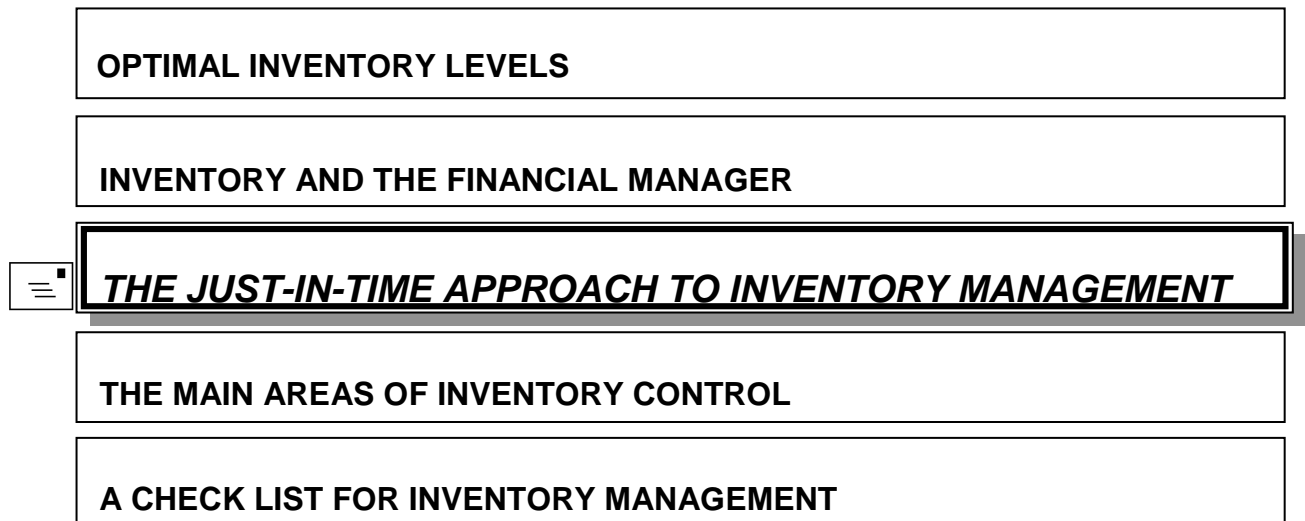 OPTIMAL INVENTORY LEVELS
INVENTORY AND THE FINANCIAL MANAGER
THE JUST-IN-TIME APPROACH TO INVENTORY MANAGEMENT
THE MAIN AREAS OF INVENTORY CONTROL
A CHECK LIST FOR INVENTORY MANAGEMENT